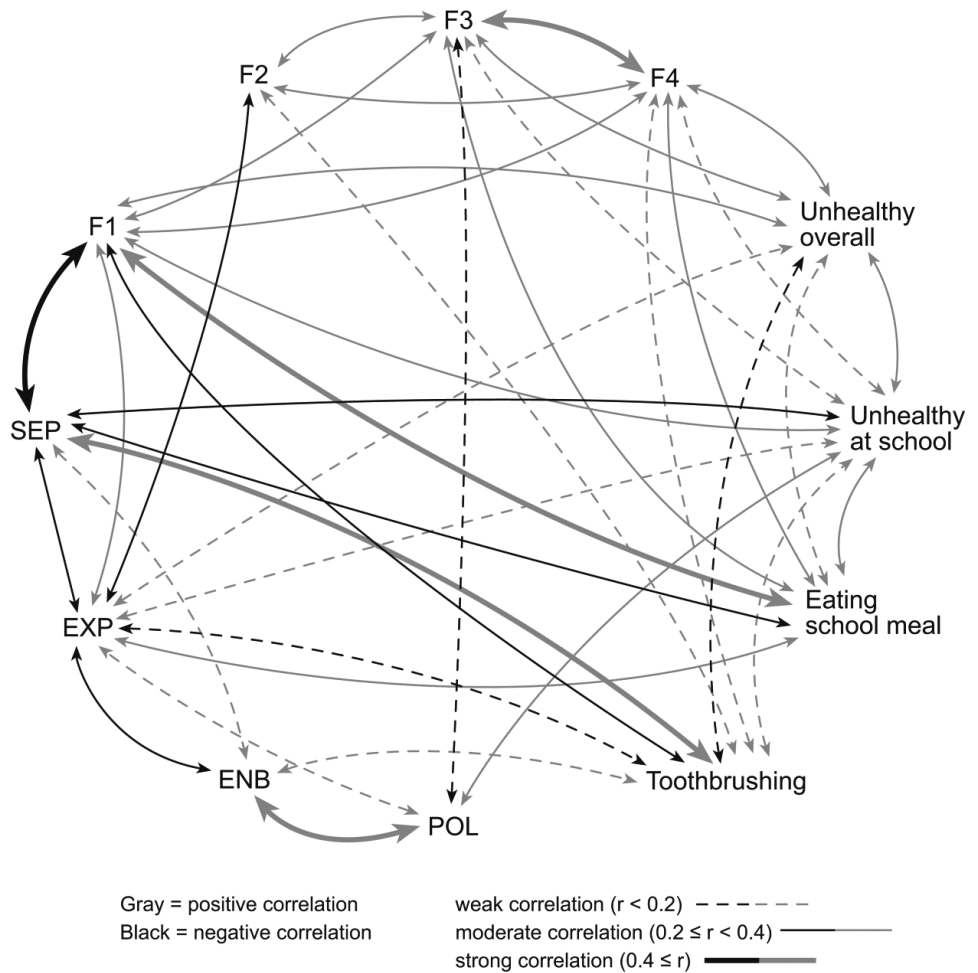 F3
F2
F4
Unhealthy
overall
F1
SEP
Unhealthy
at school
Eating
school meal
EXP
ENB
Toothbrushing
POL
Gray = positive correlation
Black = negative correlation
weak correlation (r < 0.2)
moderate correlation (0.2 ≤ r < 0.4)
strong correlation (0.4 ≤ r)